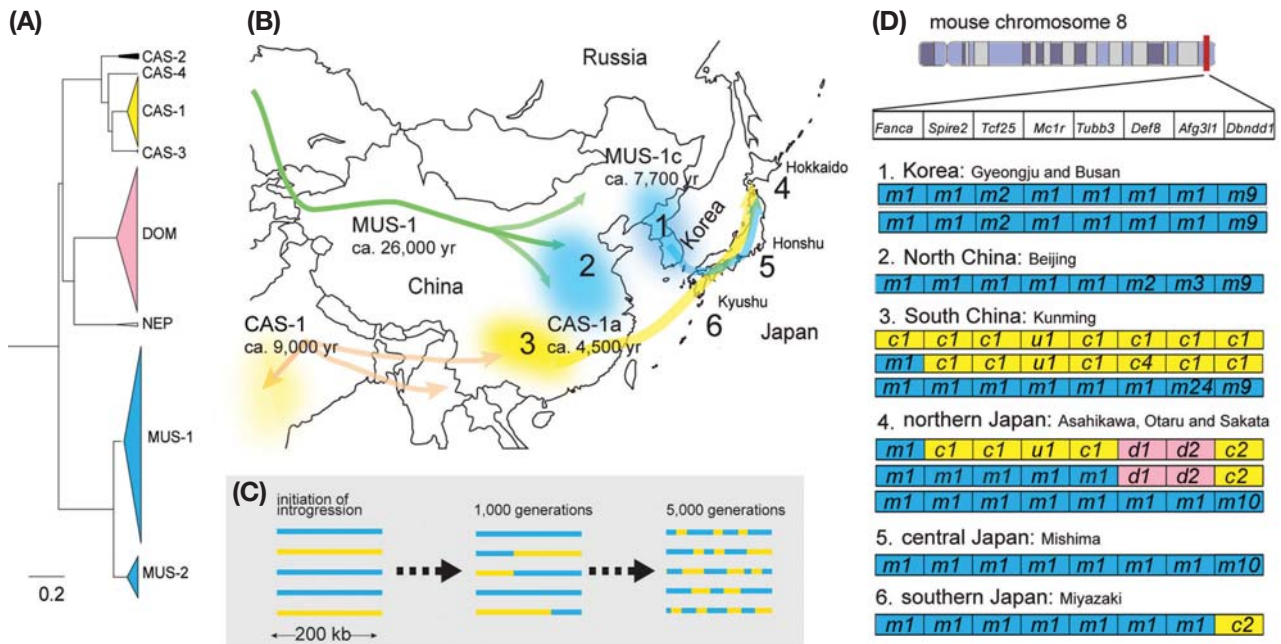 (A)
CAS-2
CAS-4
CAS-1
CAS-3
DOM
NEP
MUS-1
MUS-2
0.2
(B)
Russia
MUS-1c
ca. 7,700 yr
Hokkaido
4
1
Korea
MUS-1
ca. 26,000 yr
Honshu
2
5
China
Kyushu
6
CAS-1
ca. 9,000 yr
CAS-1a
ca. 4,500 yr
3
Japan
(C)
initiation of
introgression
1,000 generations
5,000 generations
200 kb
(D)
mouse chromosome 8
Fanca Spire2 Tcf25 Mc1r Tubb3 Def8 Afg3l1 Dbndd1
1. Korea: Gyeongju and Busan
m1 m1 m2 m1 m1 m1 m1 m9
m1 m1 m2 m1 m1 m1 m1 m9
2. North China: Beijing
m1 m1 m1 m1 m1 m2 m3 m9
3. South China: Kunming
c1 c1 c1 u1 c1 c1 c1 c1
m1 c1 c1 u1 c1 c4 c1 c1
m1 m1 m1 m1 m1 m1 m24 m9
4. northern Japan: Asahikawa, Otaru and Sakata
m1 c1 c1 u1 c1 d1 d2 c2
m1 m1 m1 m1 m1 d1 d2 c2
m1 m1 m1 m1 m1 m1 m1 m10
5. central Japan: Mishima
m1 m1 m1 m1 m1 m1 m1 m10
6. southern Japan: Miyazaki
m1 m1 m1 m1 m1 m1 m1 c2